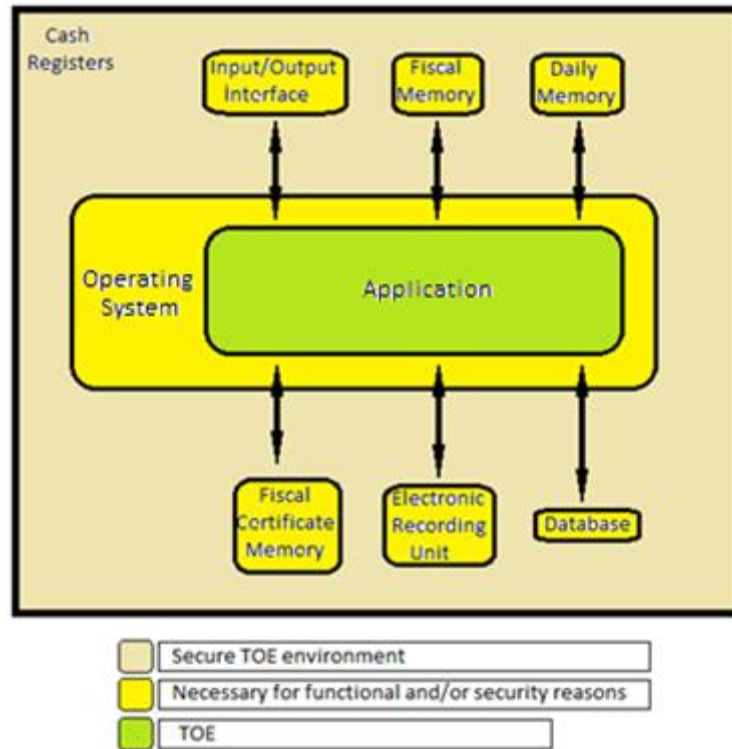 Cash
Registers
Input/Output
Interface
Fiscal
Memory
Daily
Memory
Operating
System
Application
Fiscal
Certificate
Memory
Electronic
Recording
Unit
Database
Secure TOE environment
Necessary for functional and/or security reasons
TOE